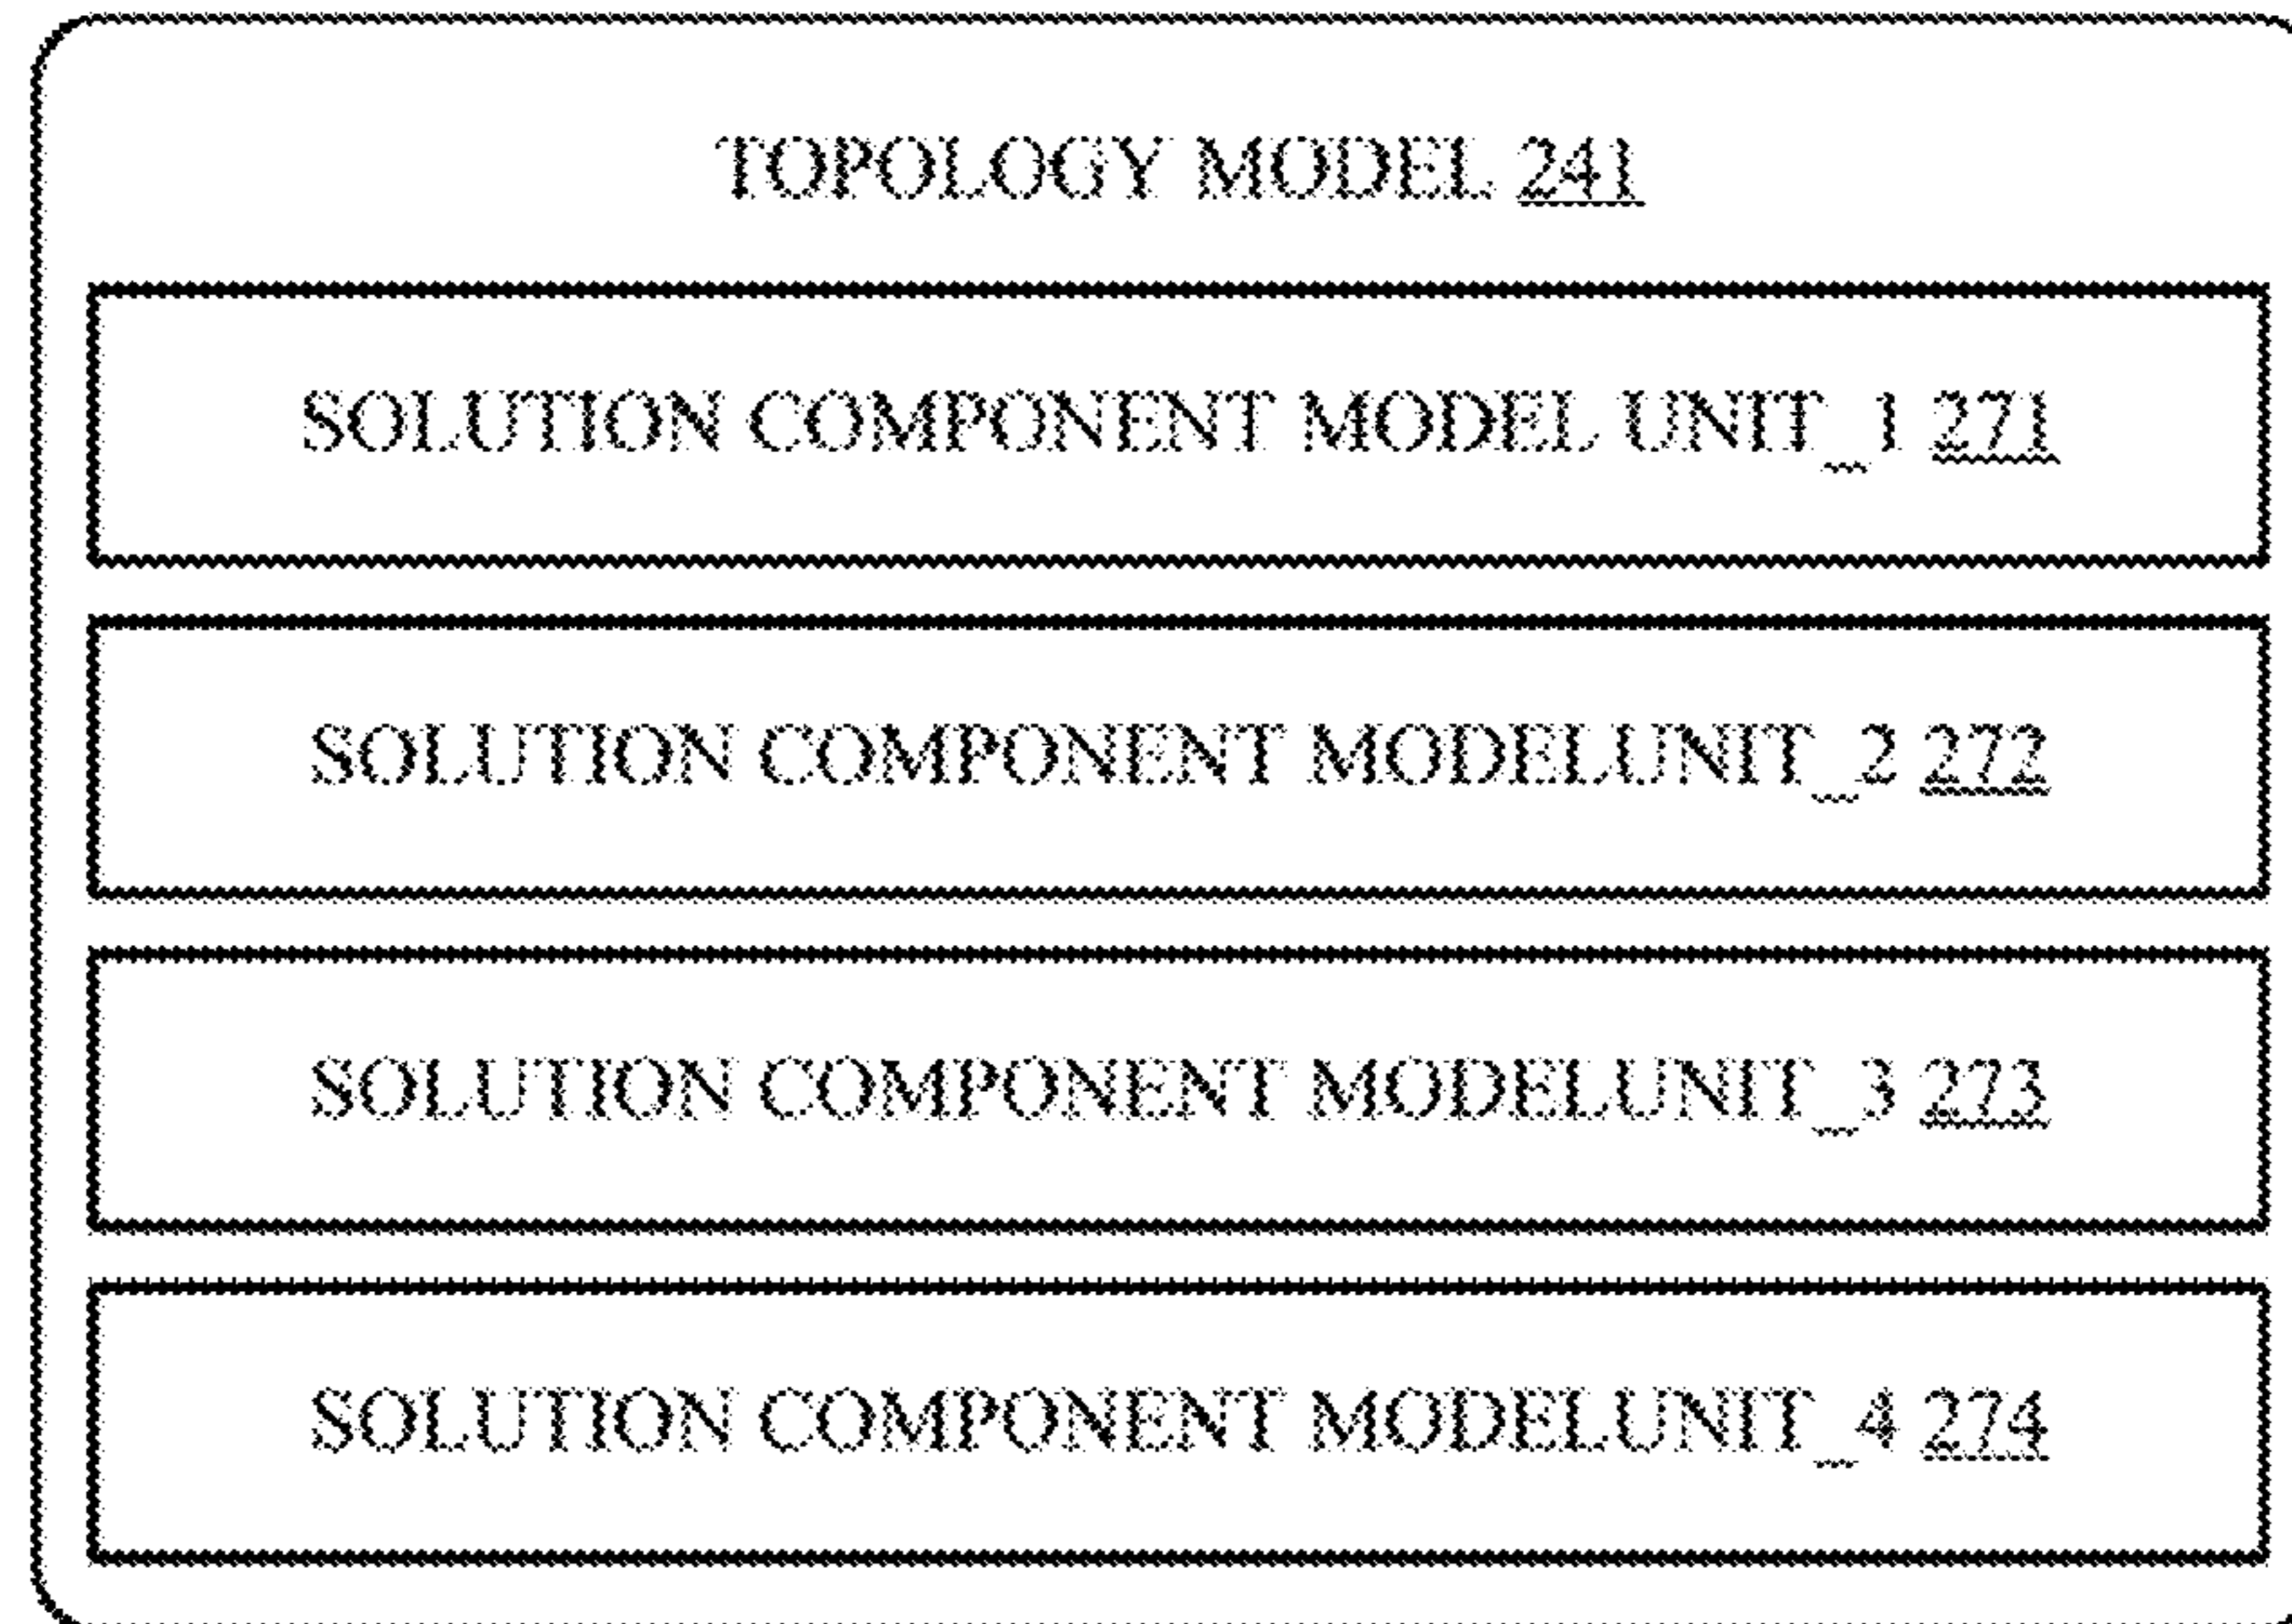 TOPOLOGY MODEL 241
SOLUTION COMPONENT MODEL UNIT_1 271
SOLUTION COMPONENT MODELUNIT_2 272
SOLUTION COMPONENT MODELUNIT_3 273
SOLUTION COMPONENT MODELUNIT_4 274